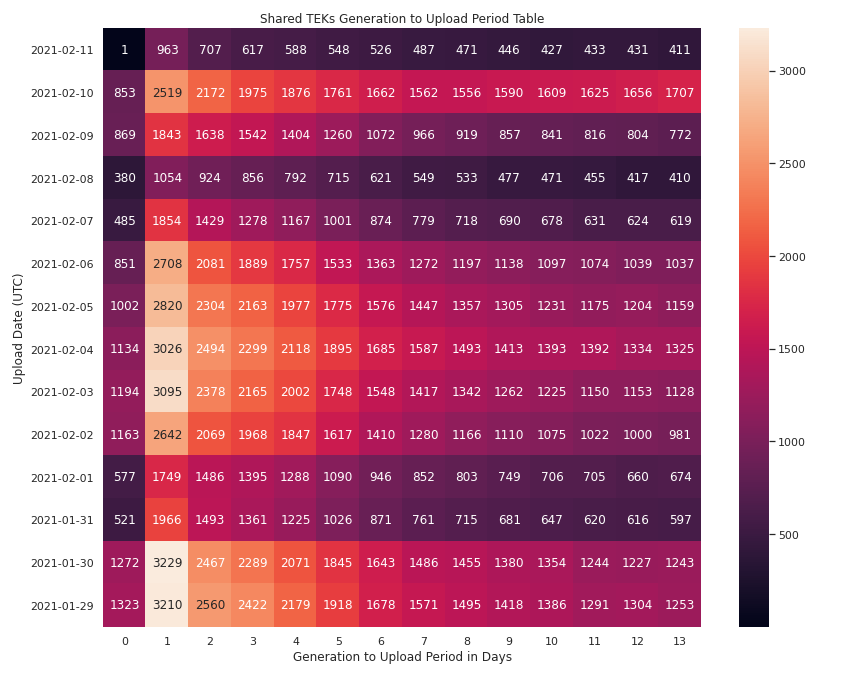 Shared TEKs Generation to Upload Period Table
Upload Date (UTC)
2021-02-11 1 963 707 617 588 548 526 487 471 446 427 433 431 411
2021-02-10 853 2519 2172 1975 1876 1761 1662 1562 1556 1590 1609 1625 1656 1707
2021-02-09 869 1843 1638 1542 1404 1260 1072 966 919 857 841 816 804 772
2021-02-08 380 1054 924 856 792 715 621 549 533 477 471 455 417 410
2021-02-07 485 1854 1429 1278 1167 1001 874 779 718 690 678 631 624 619
2021-02-06 851 2708 2081 1889 1757 1533 1363 1272 1197 1138 1097 1074 1039 1037
2021-02-05 1002 2820 2304 2163 1977 1775 1576 1447 1357 1305 1231 1175 1204 1159
2021-02-04 1134 3026 2494 2299 2118 1895 1685 1587 1493 1413 1393 1392 1334 1325
2021-02-03 1194 3095 2378 2165 2002 1748 1548 1417 1342 1262 1225 1150 1153 1128
2021-02-02 1163 2642 2069 1968 1847 1617 1410 1280 1166 1110 1075 1022 1000 981
2021-02-01 577 1749 1486 1395 1288 1090 946 852 803 749 706 705 660 674
2021-01-31 521 1966 1493 1361 1225 1026 871 761 715 681 647 620 616 597
2021-01-30 1272 3229 2467 2289 2071 1845 1643 1486 1455 1380 1354 1244 1227 1243
2021-01-29 1323 3210 2560 2422 2179 1918 1678 1571 1495 1418 1386 1291 1304 1253
0 1 2 3 4 5 6 7 8 9 10 11 12 13
Generation to Upload Period in Days
3000
2500
2000
1500
1000
500